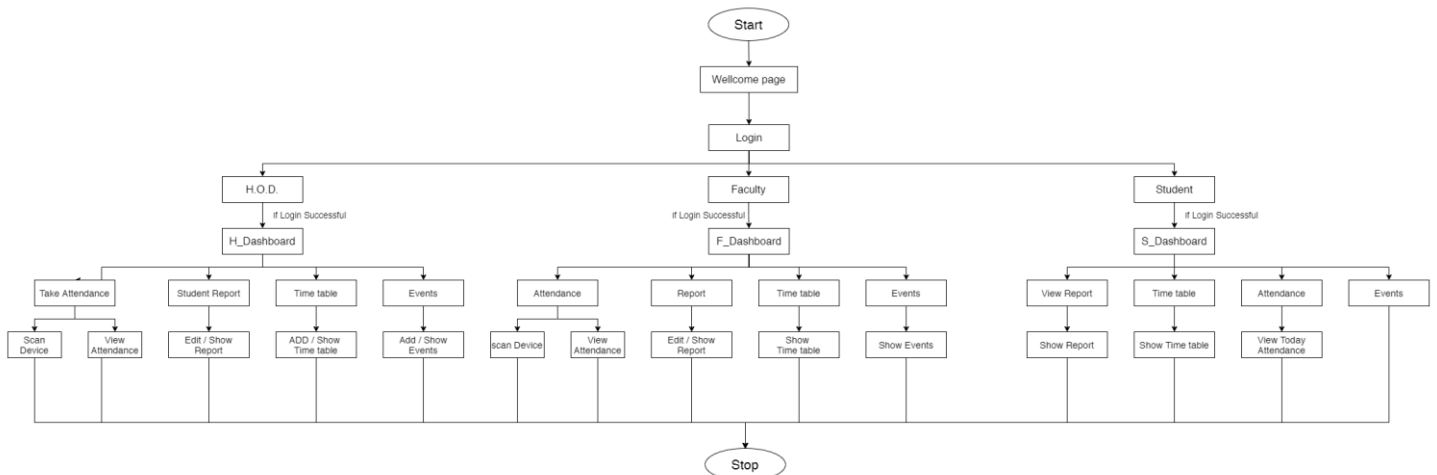 Start
Wellcome page
Login
H.O.D.
Faculty
Student
if Login Successful
if Login Successful
if Login Successful
H_Dashboard
F_Dashboard
S_Dashboard
Take Attendance
Student Report
Time table
Events
Attendance
Report
Time table
Events
View Report
Time table
Attendance
Events
Scan
Device
View
Attendance
Edit / Show
Report
ADD / Show
Time table
Add / Show
Events
scan Device
View
Attendance
Edit / Show
Report
Show
Time table
Show Events
Show Report
Show Time table
View Today
Attendance
Stop